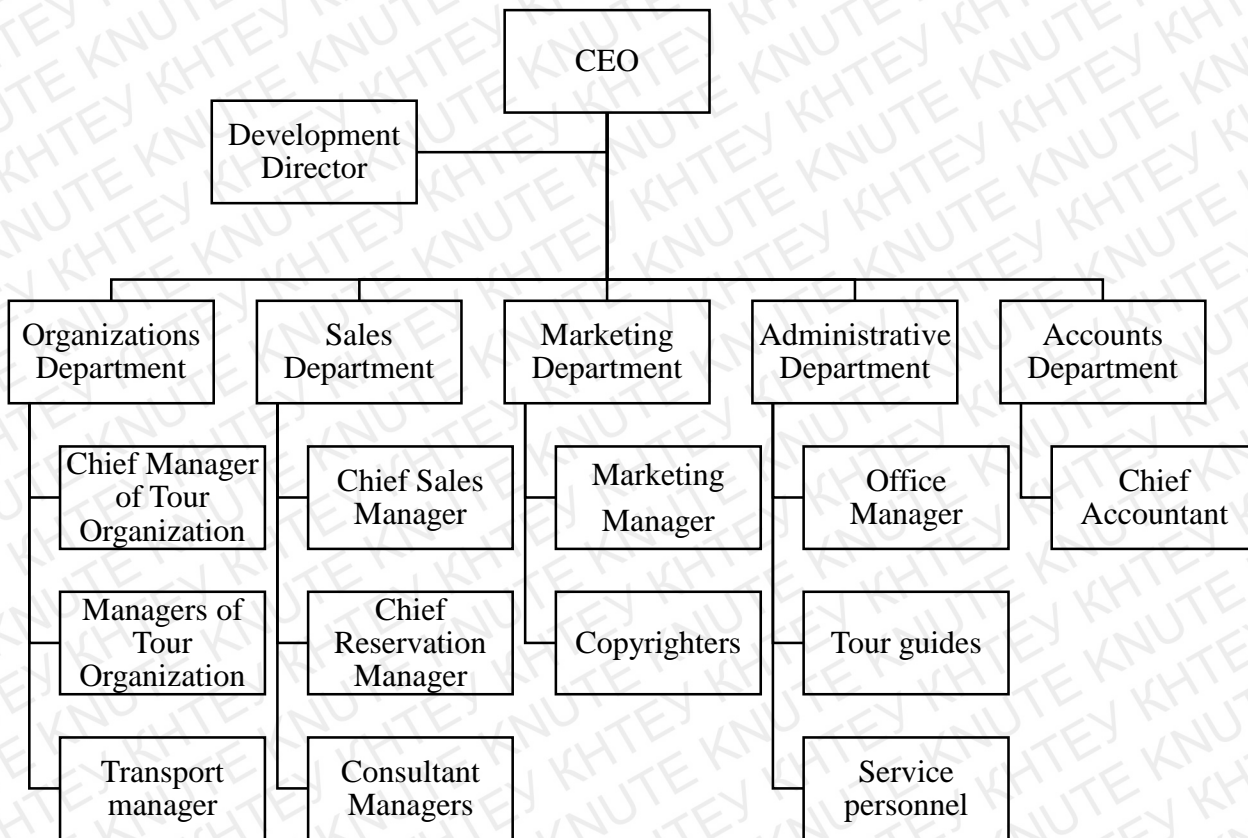 CEO
Development
Director
Organizations
Department
Sales
Department
Marketing
Department
Administrative
Department
Accounts
Department
Chief Manager
of Tour
Organization
Chief Sales
Manager
Marketing
Manager
Office
Manager
Chief
Accountant
Managers of
Tour
Organization
Chief
Reservation
Manager
Copyrighters
Tour guides
Transport
manager
Consultant
Managers
Service
personnel